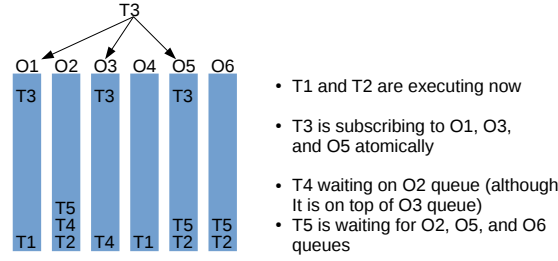 T3
O1 O2 O3 O4 O5 O6
T3 T3 T3
T5
T4 T5 T5
T1 T2 T4 T1 T2 T2
• T1 and T2 are executing now
• T3 is subscribing to O1, O3,
and O5 atomically
• T4 waiting on O2 queue (although
It is on top of O3 queue)
• T5 is waiting for O2, O5, and O6
queues